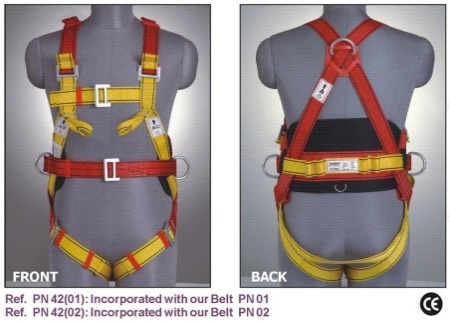 FRONT
BACK
CE
Ref. PN 42(01): Incorporated with our Belt PN 01
Ref. PN 42(02): Incorporated with our Belt PN 02